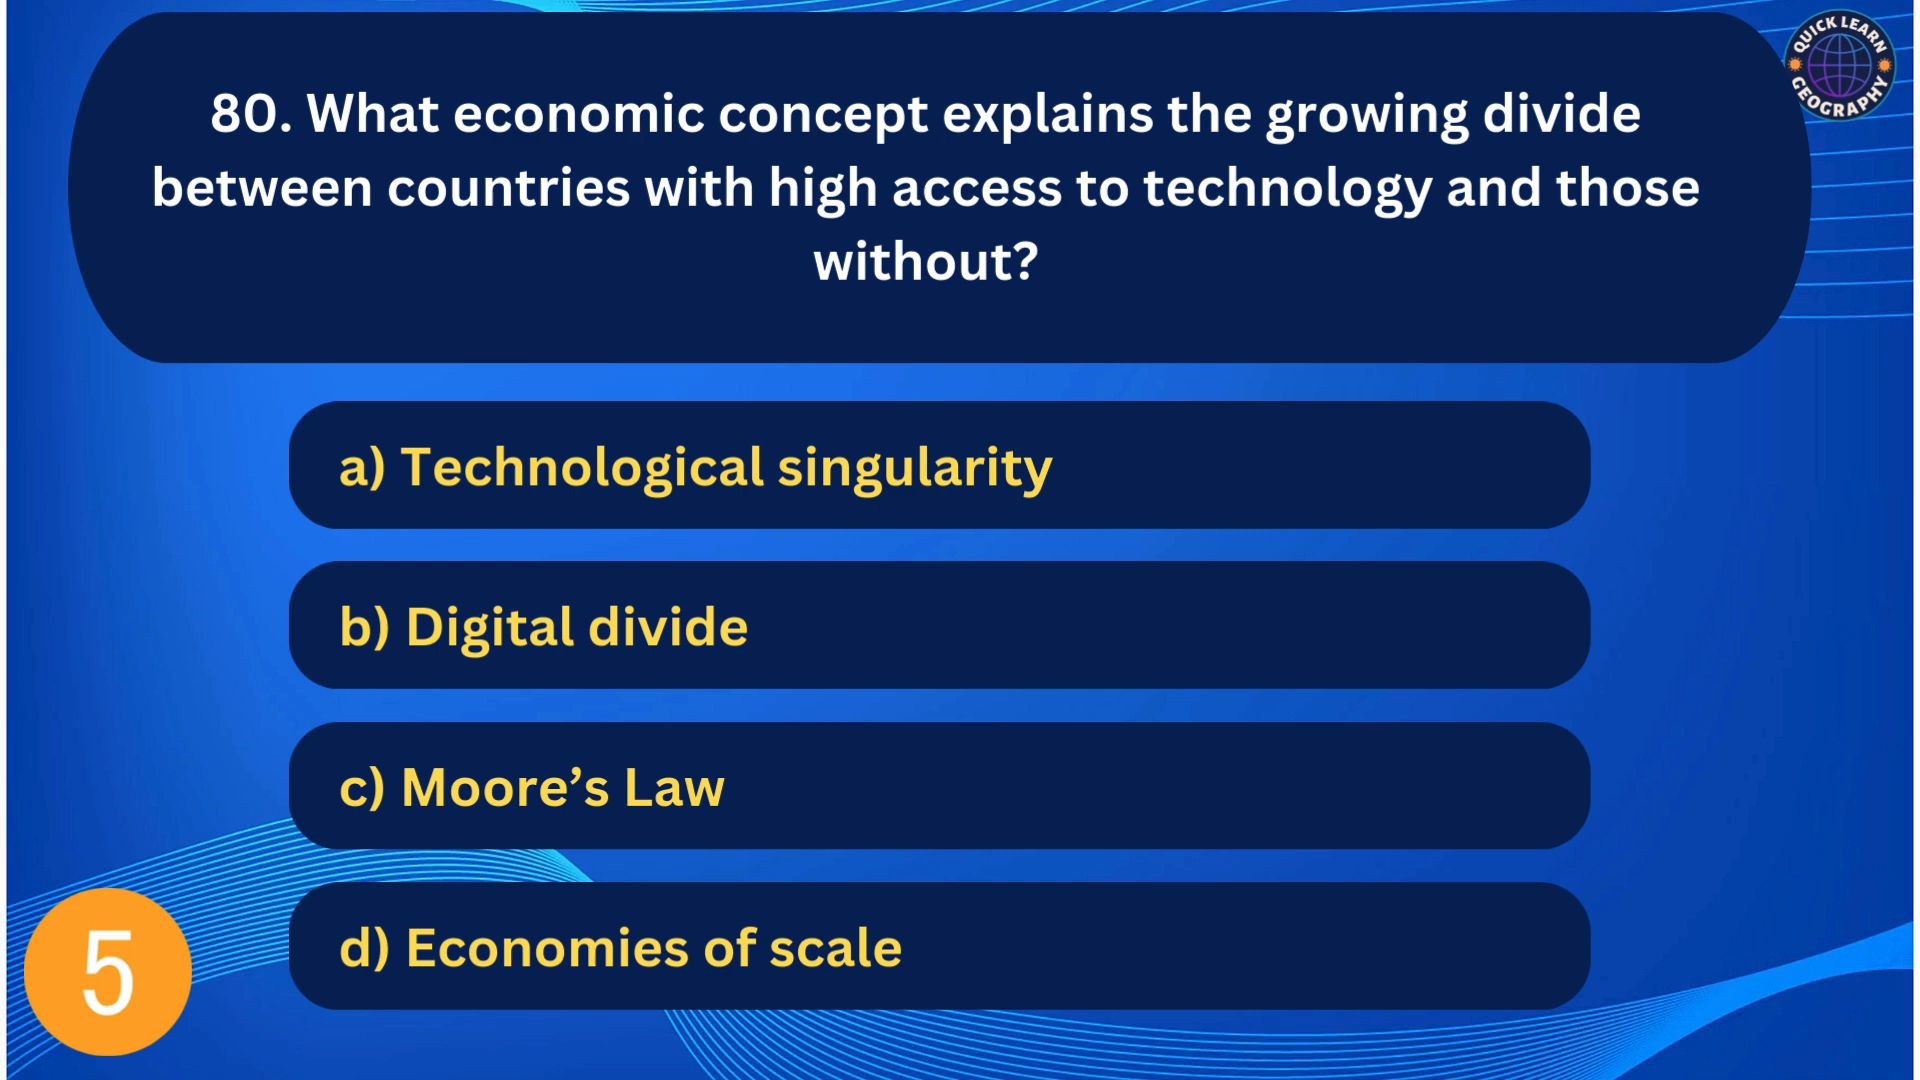 80. What economic concept explains the growing divide
between countries with high access to technology and those
without?
QUICK LEARN
GEOGRAPHY
a) Technological singularity
b) Digital divide
c) Moore’s Law
d) Economies of scale
5